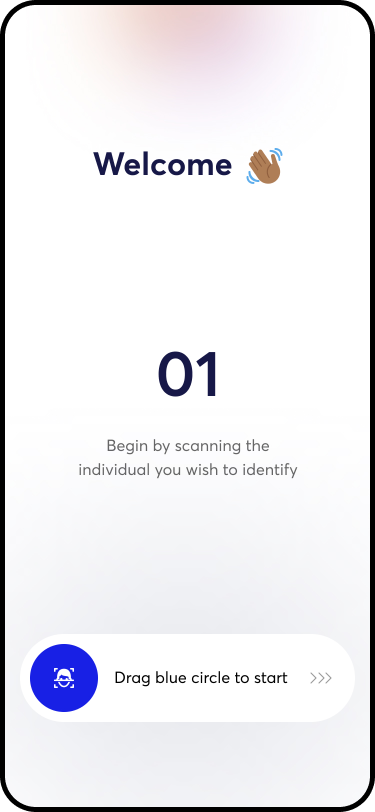 Welcome 👋🏽
01
Begin by scanning the
individual you wish to identify
Drag blue circle to start